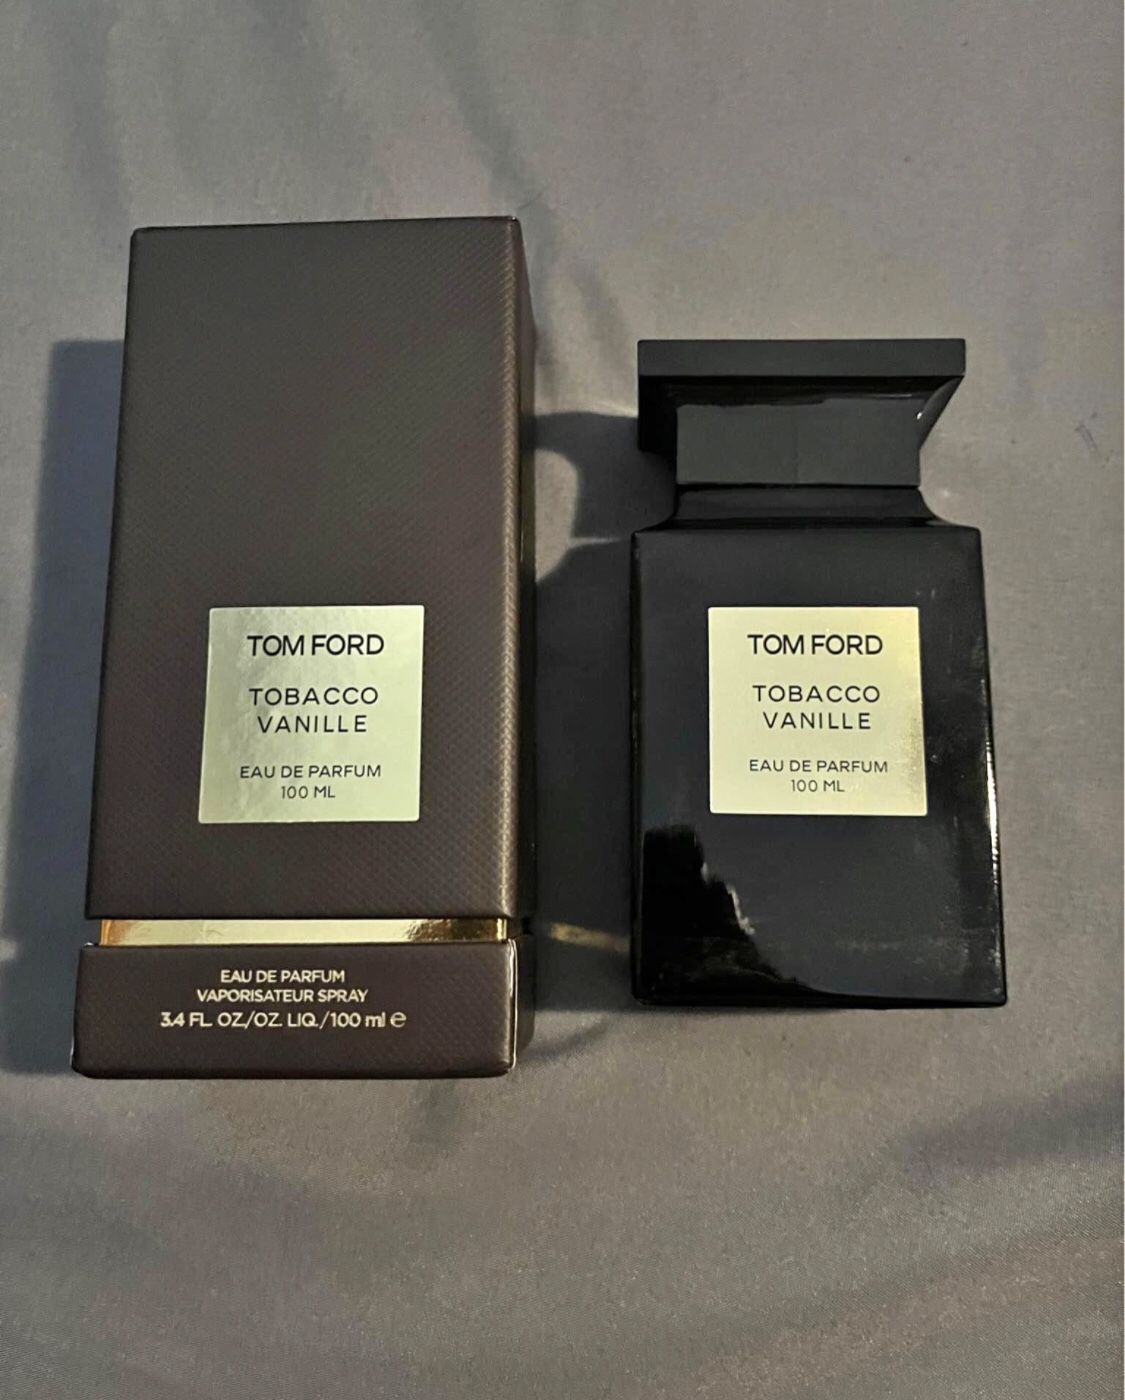 TOM FORD
TOBACCO
VANILLE
EAU DE PARFUM
100 ML
EAU DE PARFUM
VAPORISATEUR SPRAY
3.4 FL. OZ./OZ. LIQ./100 ml ℮
TOM FORD
TOBACCO
VANILLE
EAU DE PARFUM
100 ML